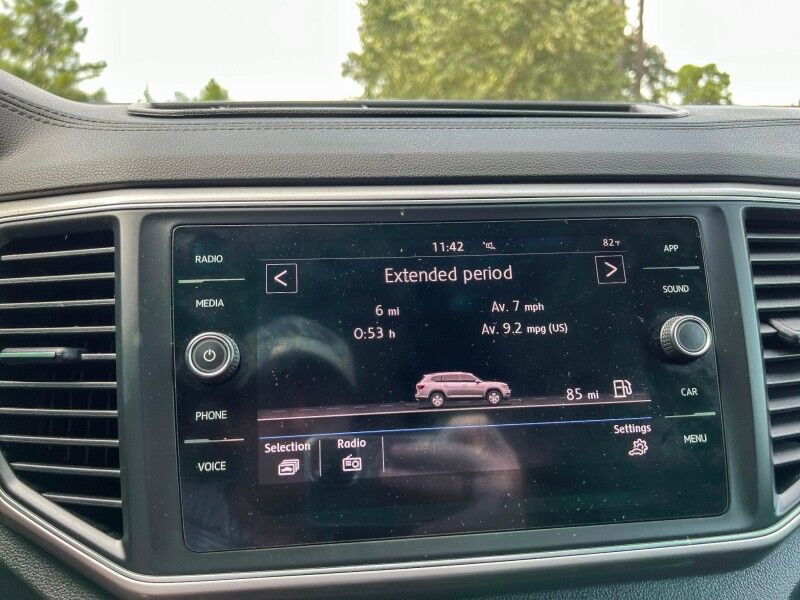 11:42 82°F
RADIO
MEDIA
PHONE
VOICE
Extended period
6 mi Av. 7 mph
0:53 h Av. 9.2 mpg (US)
85 mi
Selection Radio Settings
APP
SOUND
CAR
MENU